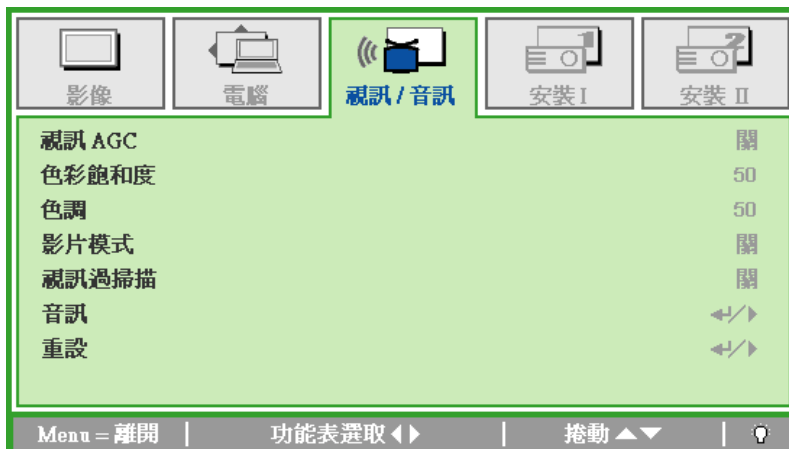 影像 電腦 視訊 / 音訊 安裝 I 安裝 II
視訊 AGC 關
色彩飽和度 50
色調 50
影片模式 關
視訊過掃描 關
音訊
重設
Menu = 離開 功能表選取 捲動